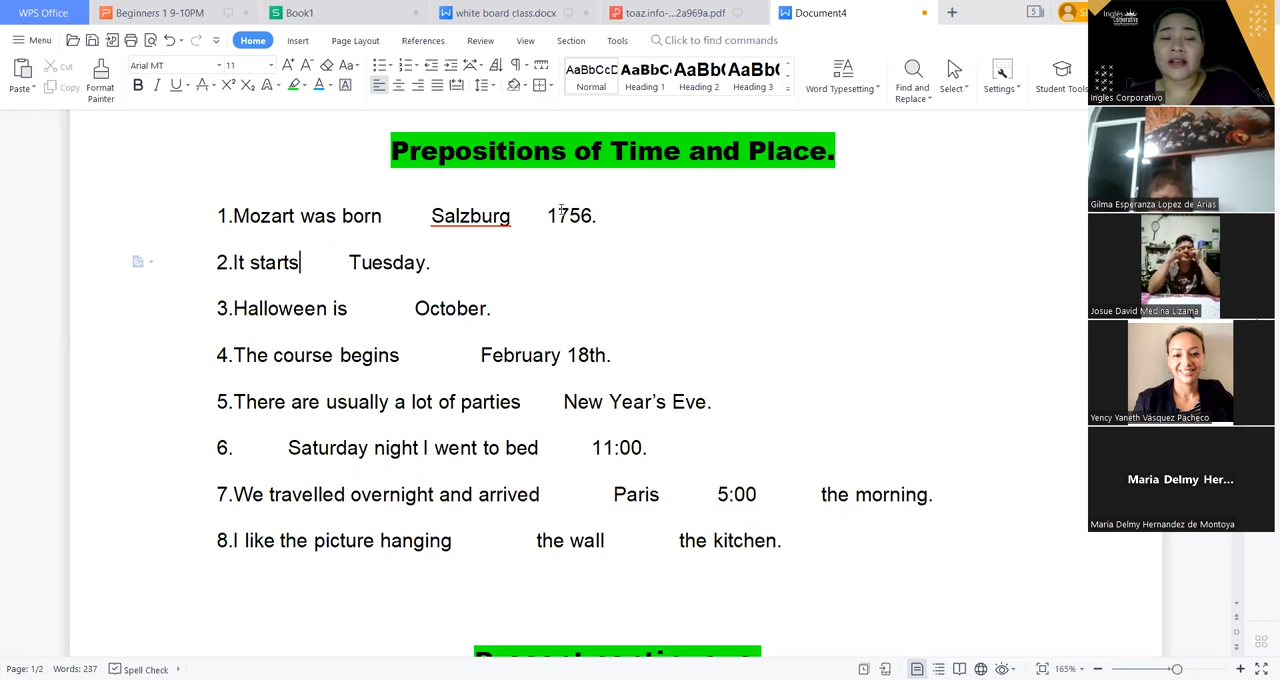 WPS Office Beginners 1 9-10PM Book1 white board class.docx toaz.info-...2a969a.pdf Document4
Menu Home Insert Page Layout References Review View Section Tools Click to find commands
Inglés Corporativo
Paste Cut Copy Format Painter Arial MT 11 AaBbCcD Normal AaBbC Heading 1 AaBb Heading 2 AaBb Heading 3 Word Typesetting Find and Replace Select Settings Student Tools
Ingles Corporativo
Prepositions of Time and Place.
1.Mozart was born Salzburg 1756.
2.It starts Tuesday.
3.Halloween is October.
4.The course begins February 18th.
5.There are usually a lot of parties New Year’s Eve.
6. Saturday night I went to bed 11:00.
7.We travelled overnight and arrived Paris 5:00 the morning.
8.I like the picture hanging the wall the kitchen.
Gilma Esperanza Lopez de Arias
Josue David Medina Lizama
Yency Yaneth Vásquez Pacheco
Maria Delmy Her...
Maria Delmy Hernandez de Montoya
Page: 1/2 Words: 237 Spell Check 165%